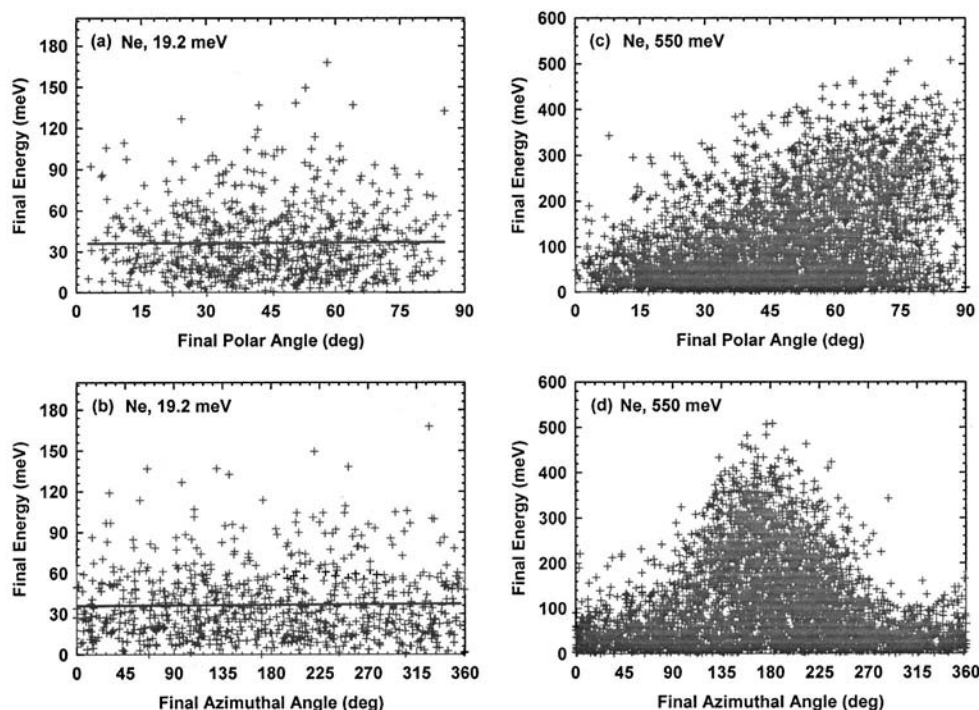 (a) Ne, 19.2 meV
Final Energy (meV)
180
150
120
90
60
30
0
0 15 30 45 60 75 90
Final Polar Angle (deg)
(c) Ne, 550 meV
Final Energy (meV)
600
500
400
300
200
100
0
0 15 30 45 60 75 90
Final Polar Angle (deg)
(b) Ne, 19.2 meV
Final Energy (meV)
180
150
120
90
60
30
0
0 45 90 135 180 225 270 315 360
Final Azimuthal Angle (deg)
(d) Ne, 550 meV
Final Energy (meV)
600
500
400
300
200
100
0
0 45 90 135 180 225 270 315 360
Final Azimuthal Angle (deg)